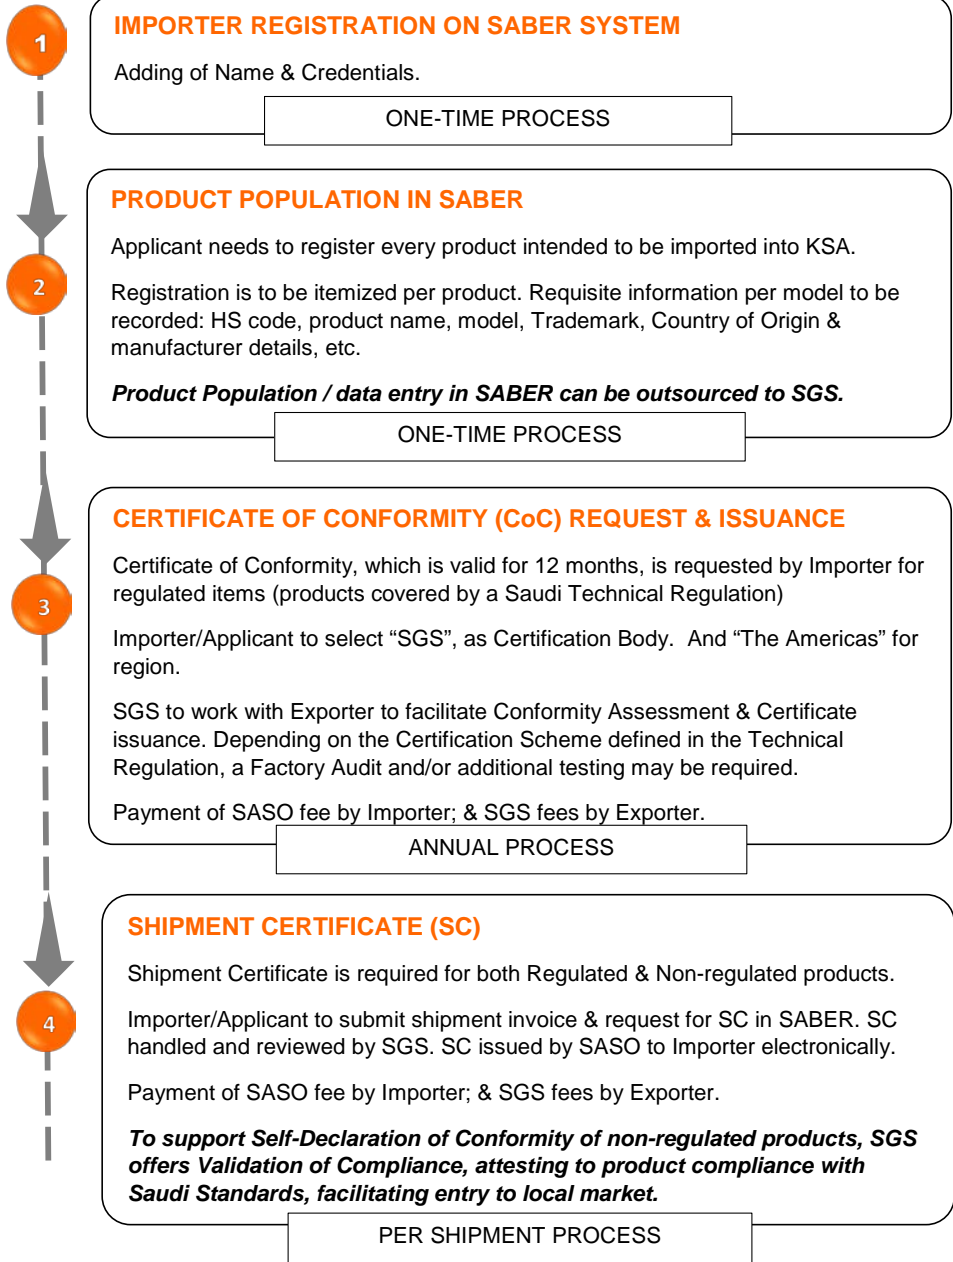 1
IMPORTER REGISTRATION ON SABER SYSTEM
Adding of Name & Credentials.
ONE-TIME PROCESS
2
PRODUCT POPULATION IN SABER
Applicant needs to register every product intended to be imported into KSA.
Registration is to be itemized per product. Requisite information per model to be
recorded: HS code, product name, model, Trademark, Country of Origin &
manufacturer details, etc.
Product Population / data entry in SABER can be outsourced to SGS.
ONE-TIME PROCESS
3
CERTIFICATE OF CONFORMITY (CoC) REQUEST & ISSUANCE
Certificate of Conformity, which is valid for 12 months, is requested by Importer for
regulated items (products covered by a Saudi Technical Regulation)
Importer/Applicant to select “SGS”, as Certification Body.  And “The Americas” for
region.
SGS to work with Exporter to facilitate Conformity Assessment & Certificate
issuance. Depending on the Certification Scheme defined in the Technical
Regulation, a Factory Audit and/or additional testing may be required.
Payment of SASO fee by Importer; & SGS fees by Exporter.
ANNUAL PROCESS
4
SHIPMENT CERTIFICATE (SC)
Shipment Certificate is required for both Regulated & Non-regulated products.
Importer/Applicant to submit shipment invoice & request for SC in SABER. SC
handled and reviewed by SGS. SC issued by SASO to Importer electronically.
Payment of SASO fee by Importer; & SGS fees by Exporter.
To support Self-Declaration of Conformity of non-regulated products, SGS
offers Validation of Compliance, attesting to product compliance with
Saudi Standards, facilitating entry to local market.
PER SHIPMENT PROCESS